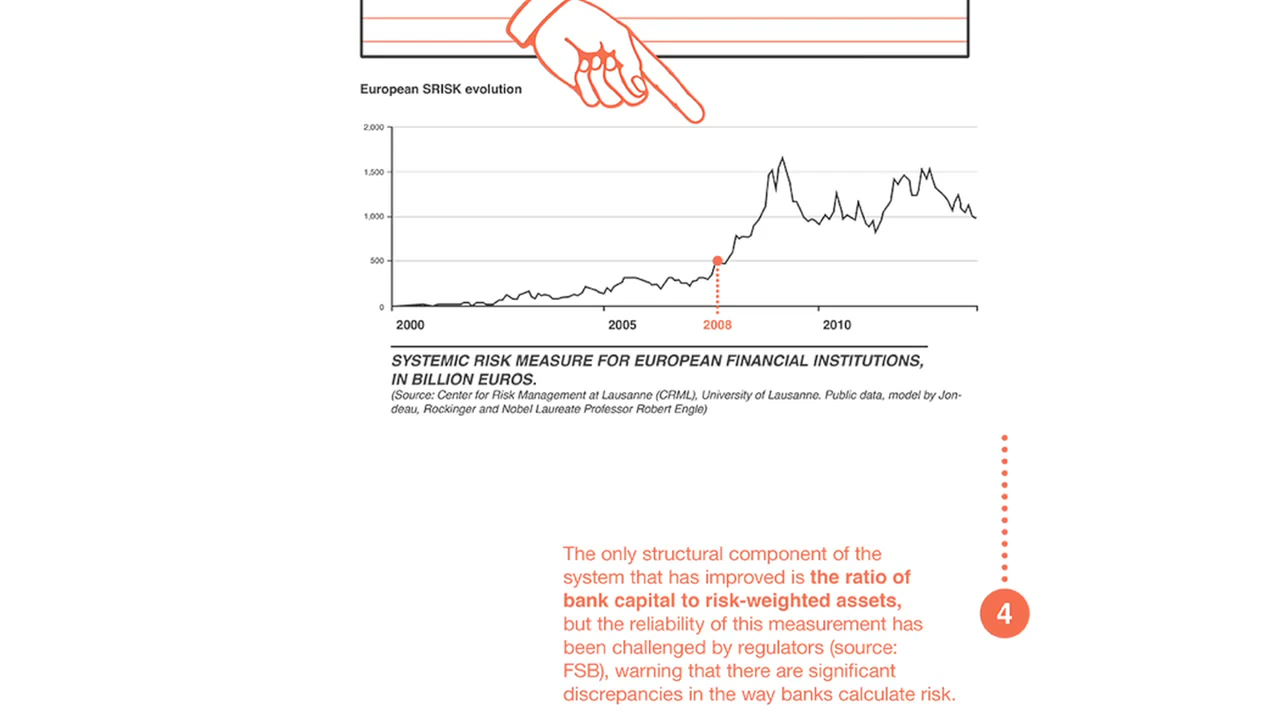 European SRISK evolution
2,000
1,500
1,000
500
0
2000 2005 2008 2010
SYSTEMIC RISK MEASURE FOR EUROPEAN FINANCIAL INSTITUTIONS,
IN BILLION EUROS.
(Source: Center for Risk Management at Lausanne (CRML), University of Lausanne. Public data, model by Jon-
deau, Rockinger and Nobel Laureate Professor Robert Engle)
The only structural component of the
system that has improved is the ratio of
bank capital to risk-weighted assets,
but the reliability of this measurement has
been challenged by regulators (source:
FSB), warning that there are significant
discrepancies in the way banks calculate risk.
4